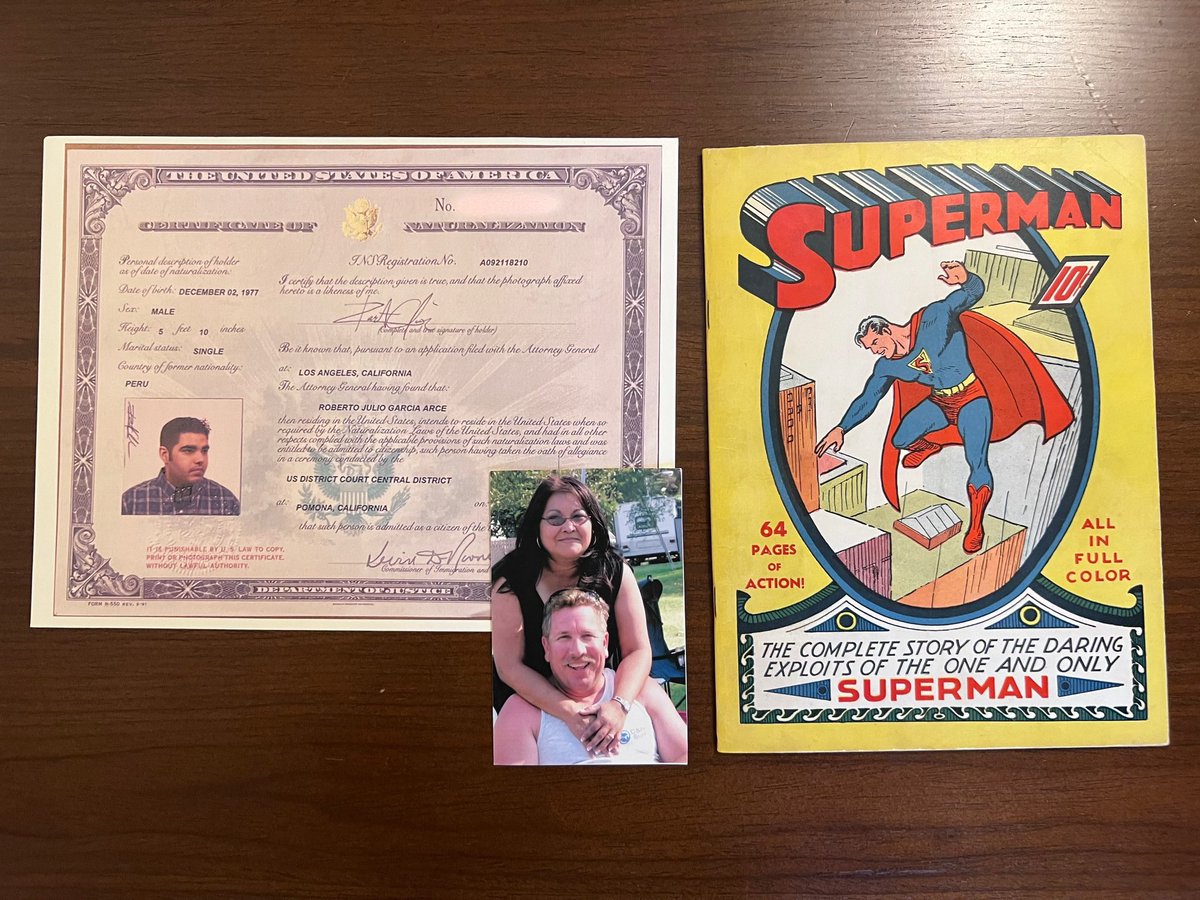 THE UNITED STATES OF AMERICA
No.
CERTIFICATE OF NATURALIZATION
Personal description of holder
as of date of naturalization:
Date of birth: DECEMBER 02, 1977
Sex: MALE
Height: 5 feet 10 inches
Marital status: SINGLE
Country of former nationality:
PERU
INS Registration No. A092118210
I certify that the description given is true, and that the photograph affixed
hereto is a likeness of me.
(Complete and true signature of holder)
Be it known that, pursuant to an application filed with the Attorney General
at: LOS ANGELES, CALIFORNIA
The Attorney General having found that:
ROBERTO JULIO GARCIA ARCE
then residing in the United States, intends to reside in the United States when so
required by the Naturalization Laws of the United States, and had in all other
respects complied with the applicable provisions of such naturalization laws and was
entitled to be admitted to citizenship, such person having taken the oath of allegiance
in a ceremony conducted by the
US DISTRICT COURT CENTRAL DISTRICT
at: POMONA, CALIFORNIA on:
that such person is admitted as a citizen of the
IT IS PUNISHABLE BY U. S. LAW TO COPY,
PRINT OR PHOTOGRAPH THIS CERTIFICATE,
WITHOUT LAWFUL AUTHORITY.
Commissioner of Immigration and
FORM N-550 REV. 6-91
DEPARTMENT OF JUSTICE
SUPERMAN
10¢
S
64
PAGES
OF
ACTION!
ALL
IN
FULL
COLOR
THE COMPLETE STORY OF THE DARING
EXPLOITS OF THE ONE AND ONLY
SUPERMAN